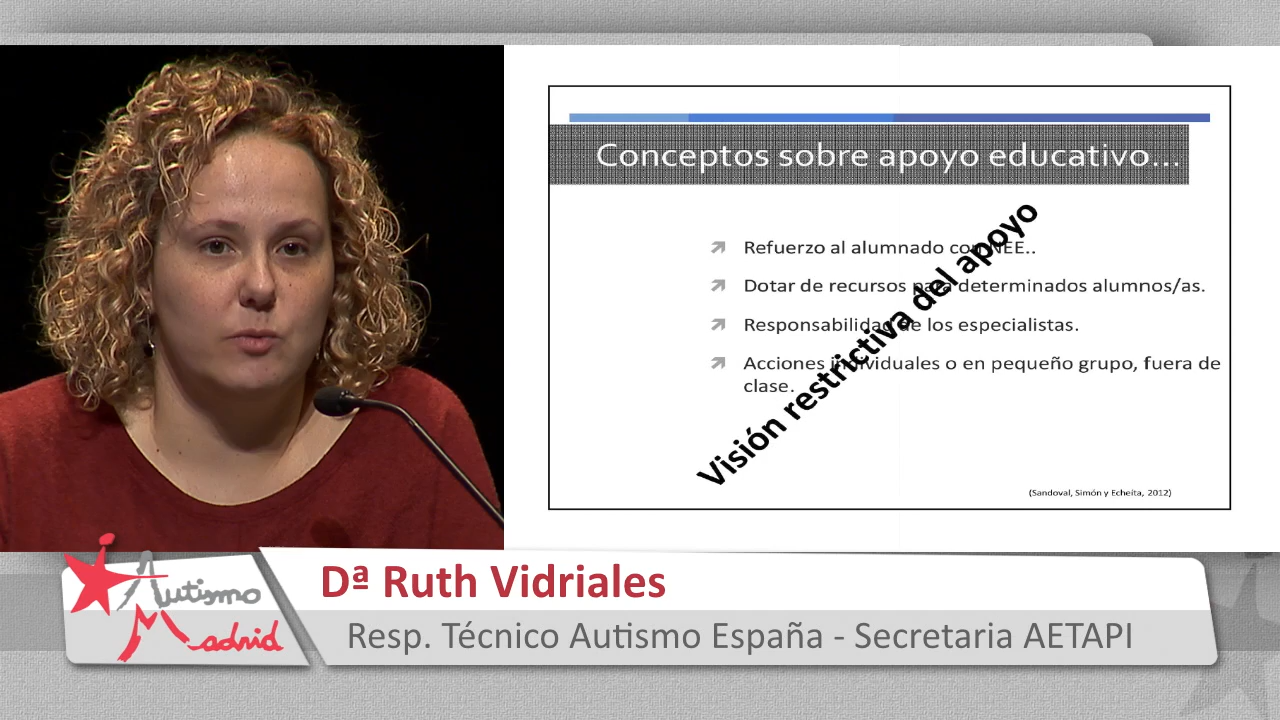 Conceptos sobre apoyo educativo...
Refuerzo al alumnado con NEE..
Dotar de recursos para determinados alumnos/as.
Responsabilidad de los especialistas.
Acciones individuales o en pequeño grupo, fuera de
clase.
Visión restrictiva del apoyo
(Sandoval, Simón y Echeita, 2012)
Autismo
Madrid
Dª Ruth Vidriales
Resp. Técnico Autismo España - Secretaria AETAPI